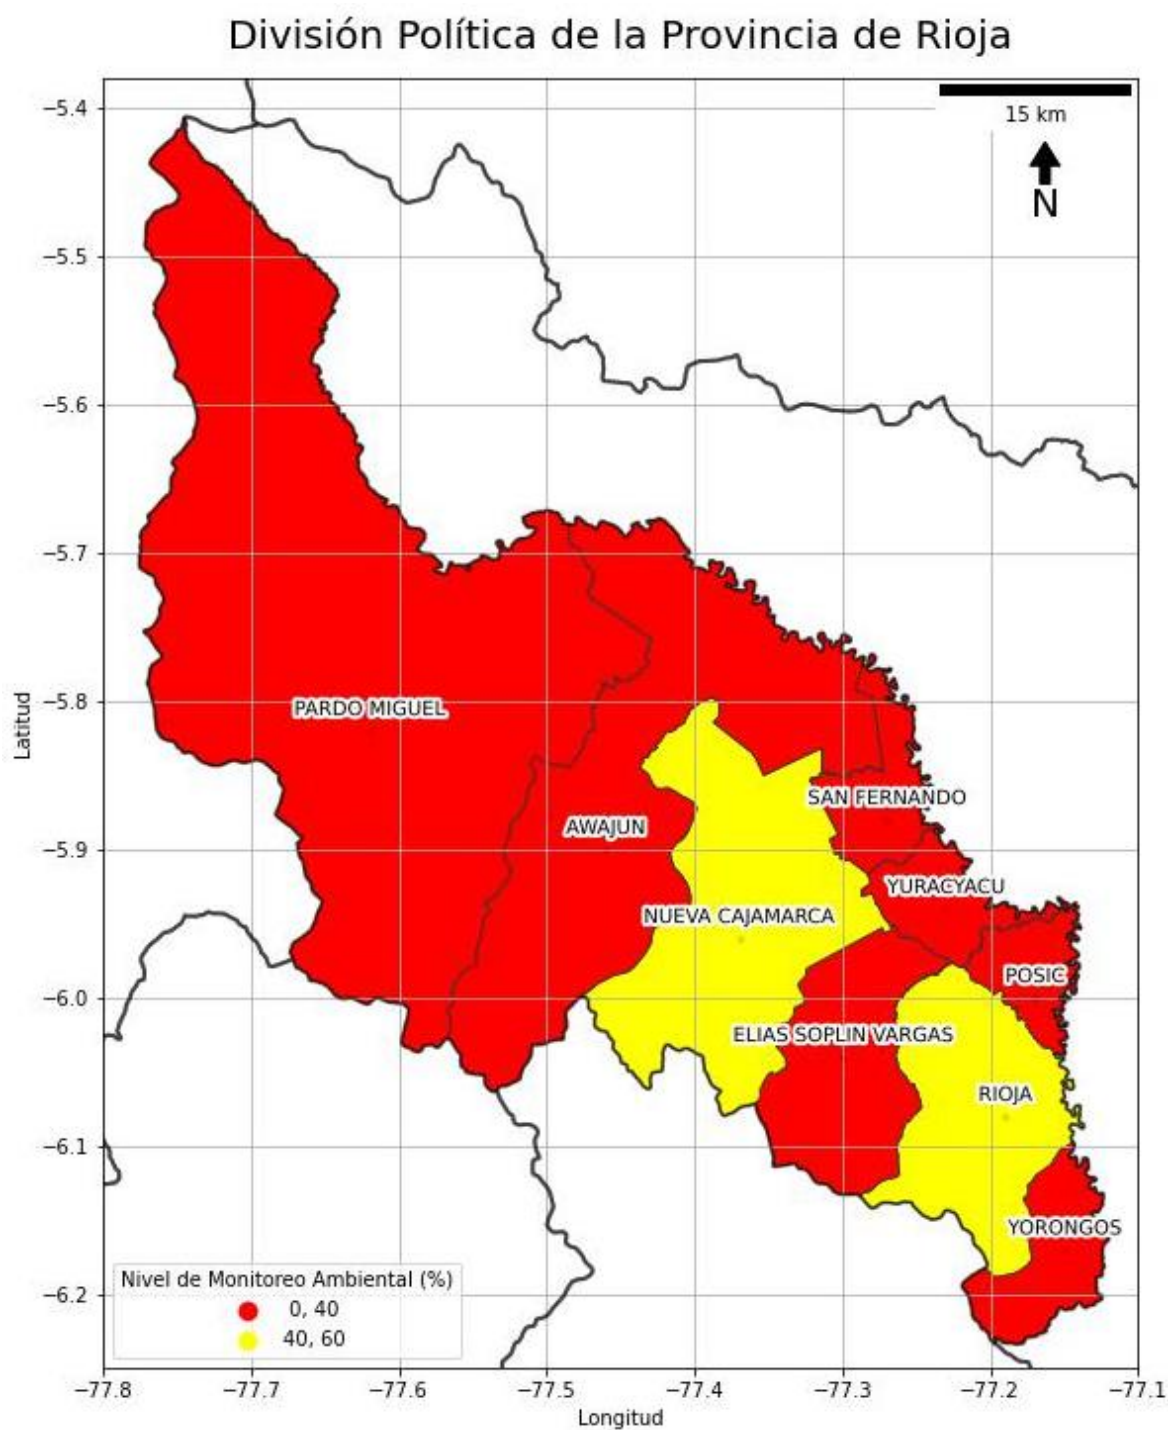 División Política de la Provincia de Rioja
15 km
N
−5.4
−5.5
−5.6
−5.7
−5.8
−5.9
−6.0
−6.1
−6.2
Latitud
PARDO MIGUEL
SAN FERNANDO
AWAJUN
YURACYACU
NUEVA CAJAMARCA
POSIC
ELIAS SOPLIN VARGAS
RIOJA
YORONGOS
Nivel de Monitoreo Ambiental (%)
0, 40
40, 60
−77.8 −77.7 −77.6 −77.5 −77.4 −77.3 −77.2 −77.1
Longitud